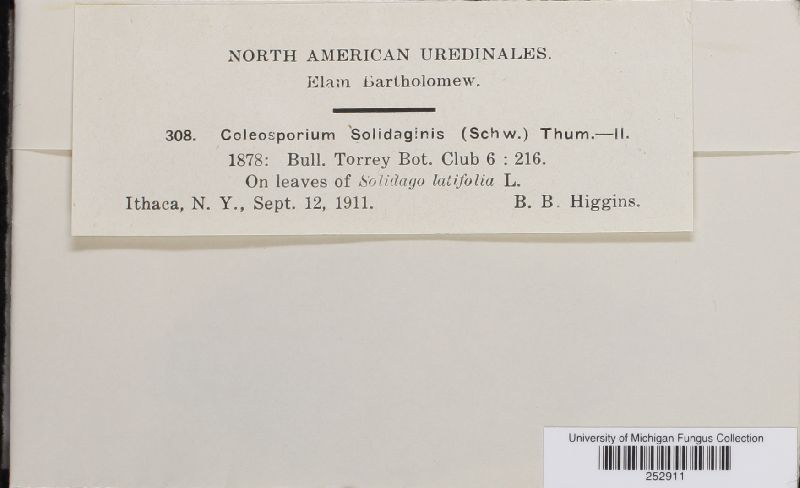 NORTH AMERICAN UREDINALES.
Elam Bartholomew.
308. Coleosporium Solidaginis (Schw.) Thum.—II.
1878: Bull. Torrey Bot. Club 6 : 216.
On leaves of Solidago latifolia L.
Ithaca, N. Y., Sept. 12, 1911. B. B. Higgins.
University of Michigan Fungus Collection
252911